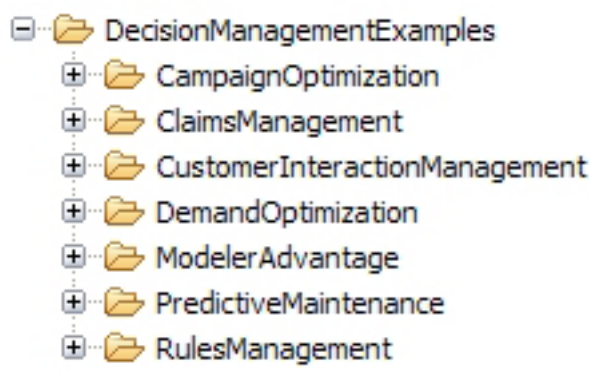 DecisionManagementExamples
CampaignOptimization
ClaimsManagement
CustomerInteractionManagement
DemandOptimization
ModelerAdvantage
PredictiveMaintenance
RulesManagement